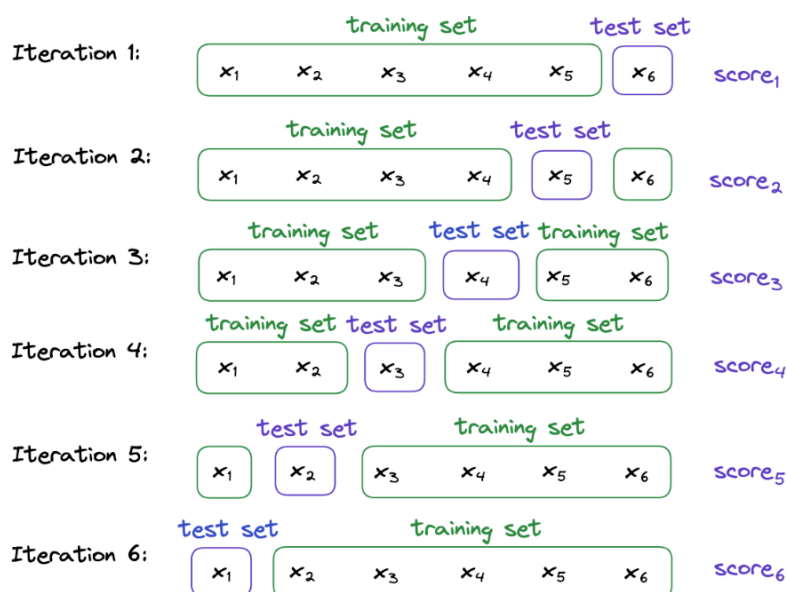 training set test set
Iteration 1: x₁ x₂ x₃ x₄ x₅ x₆ score₁
training set test set
Iteration 2: x₁ x₂ x₃ x₄ x₅ x₆ score₂
training set test set training set
Iteration 3: x₁ x₂ x₃ x₄ x₅ x₆ score₃
training set test set training set
Iteration 4: x₁ x₂ x₃ x₄ x₅ x₆ score₄
test set training set
Iteration 5: x₁ x₂ x₃ x₄ x₅ x₆ score₅
test set training set
Iteration 6: x₁ x₂ x₃ x₄ x₅ x₆ score₆